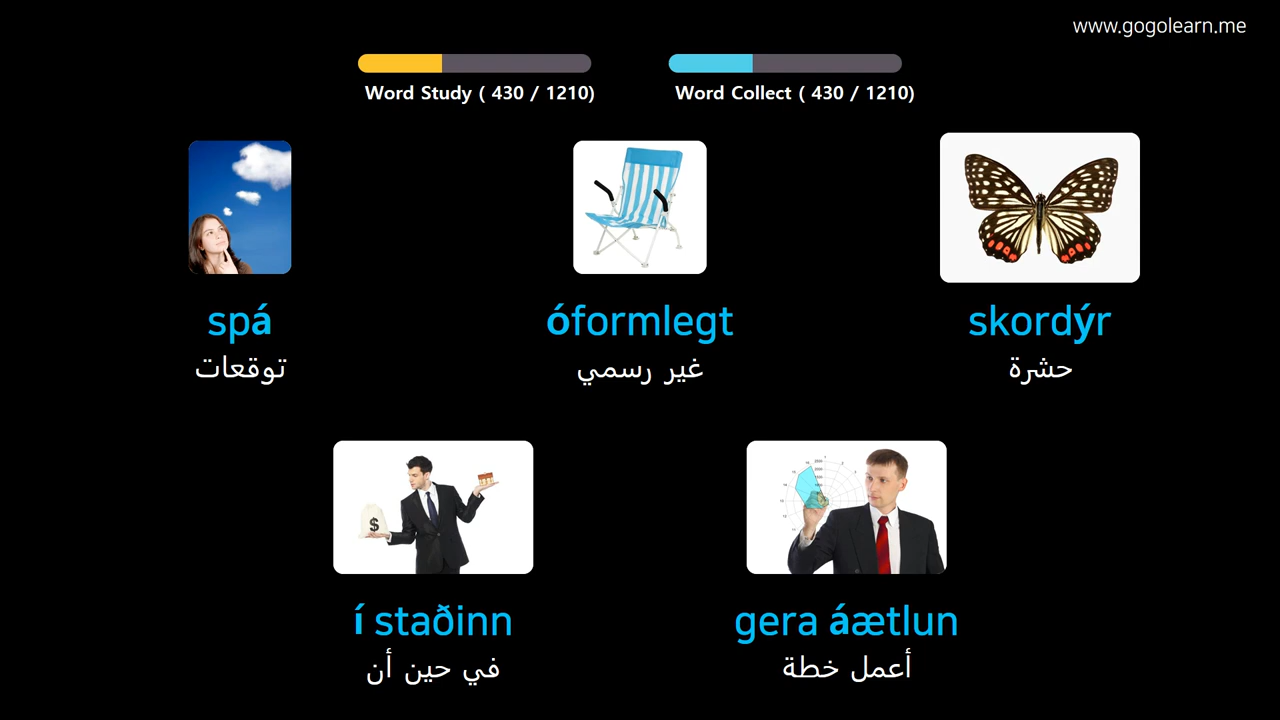 www.gogolearn.me
Word Study ( 430 / 1210)
Word Collect ( 430 / 1210)
spá
توقعات
óformlegt
غير رسمي
skordýr
حشرة
í staðinn
في حين أن
gera áætlun
أعمل خطة